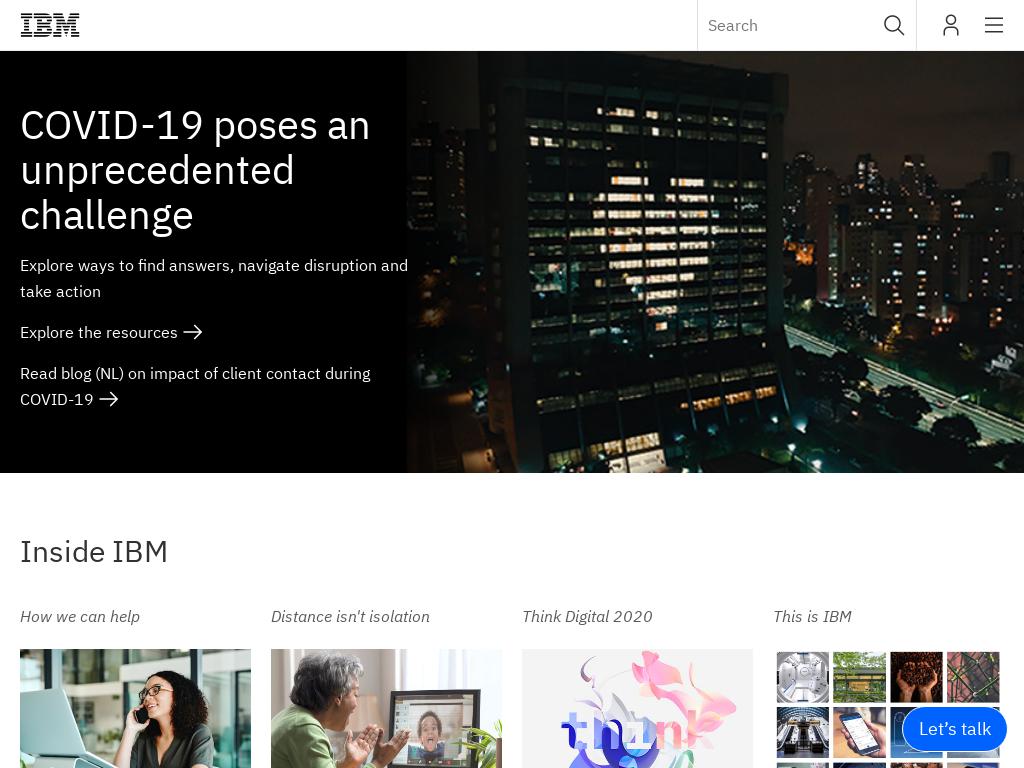 IBM
Search
COVID-19 poses an
unprecedented
challenge
Explore ways to find answers, navigate disruption and
take action
Explore the resources
Read blog (NL) on impact of client contact during
COVID-19
Inside IBM
How we can help
Distance isn't isolation
Think Digital 2020
This is IBM
think
Let's talk